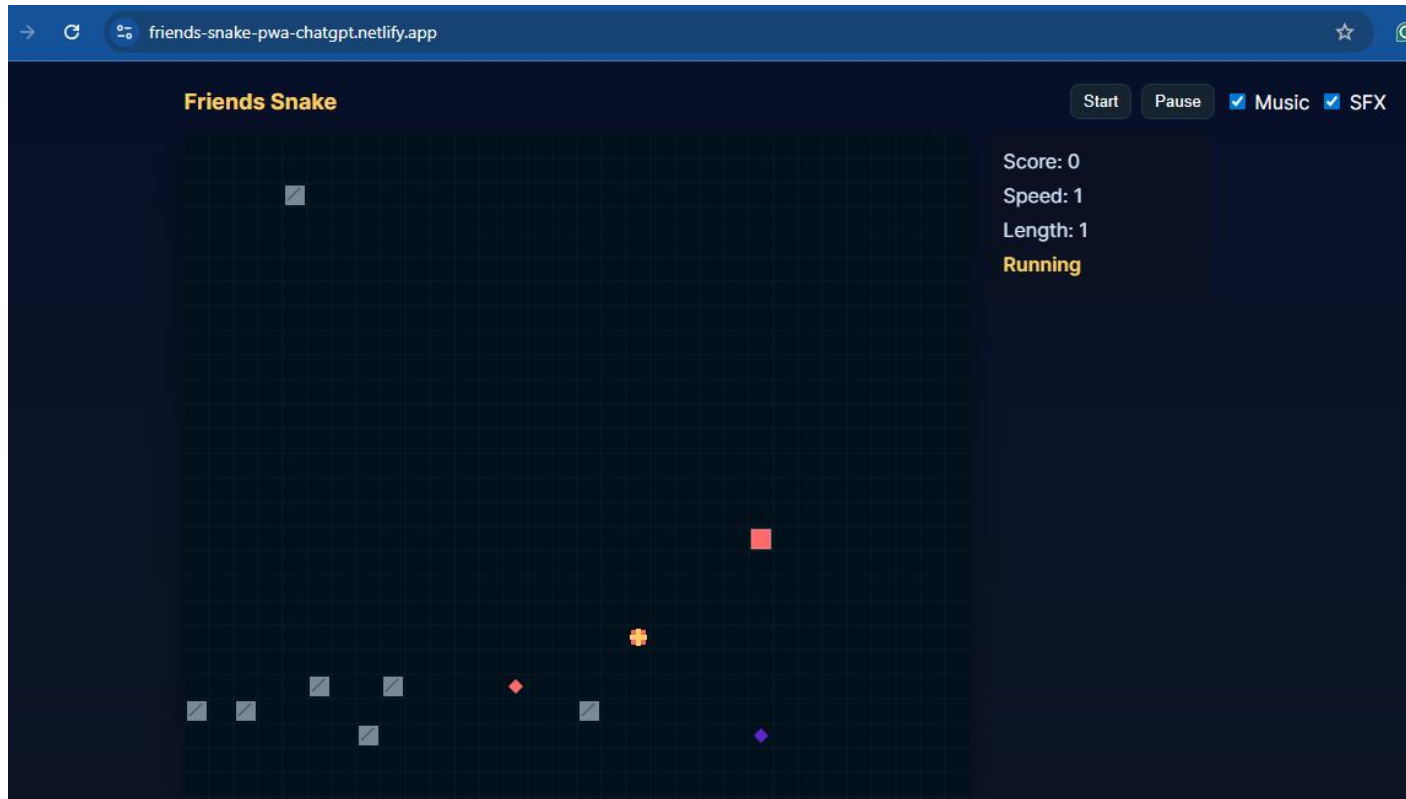 friends-snake-pwa-chatgpt.netlify.app
Friends Snake
Start Pause Music SFX
Score: 0
Speed: 1
Length: 1
Running